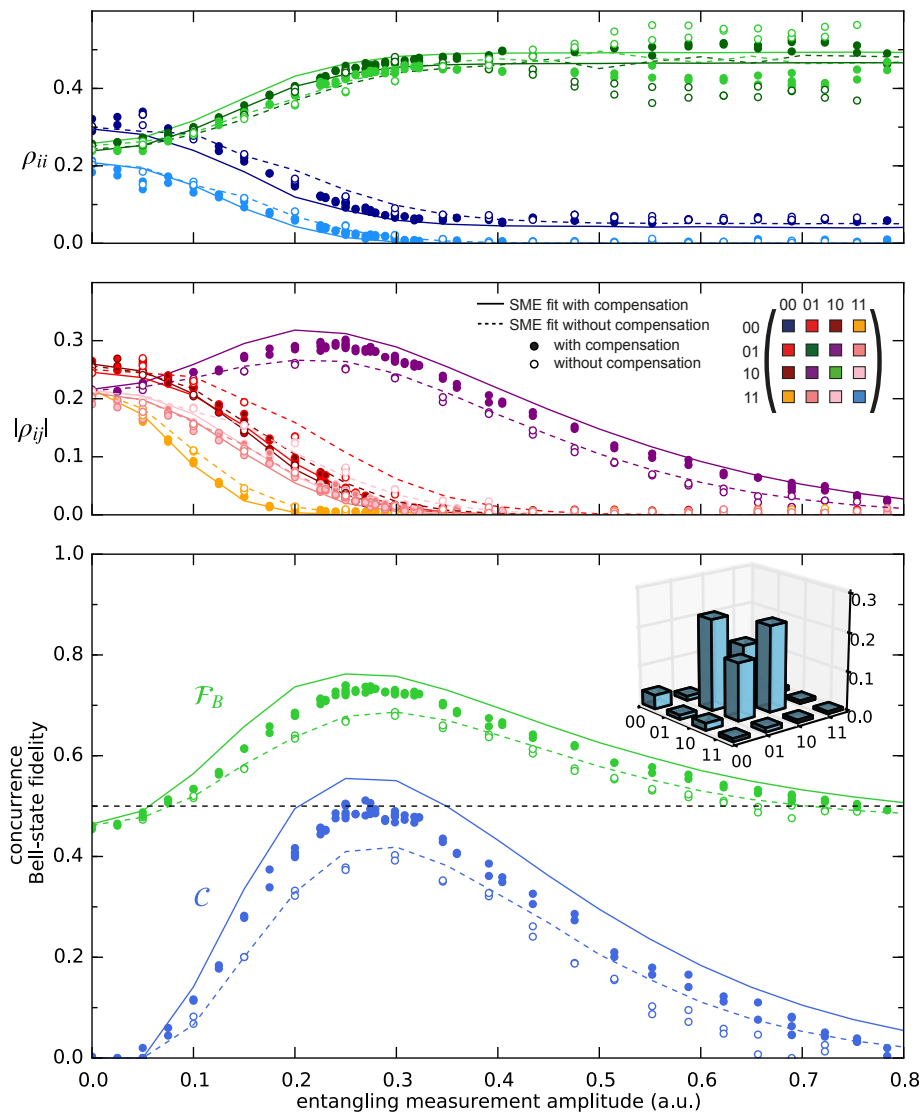 0.4
0.2
0.0
ρii
SME fit with compensation
SME fit without compensation
with compensation
without compensation
00 01 10 11
00
01
10
11
0.3
0.2
0.1
0.0
|ρij|
1.0
0.8
0.6
0.4
0.2
0.0
concurrence
Bell-state fidelity
ℱB
C
0.3
0.2
0.1
0.0
00
01
10
11
00
01
10
11
0.0 0.1 0.2 0.3 0.4 0.5 0.6 0.7 0.8
entangling measurement amplitude (a.u.)